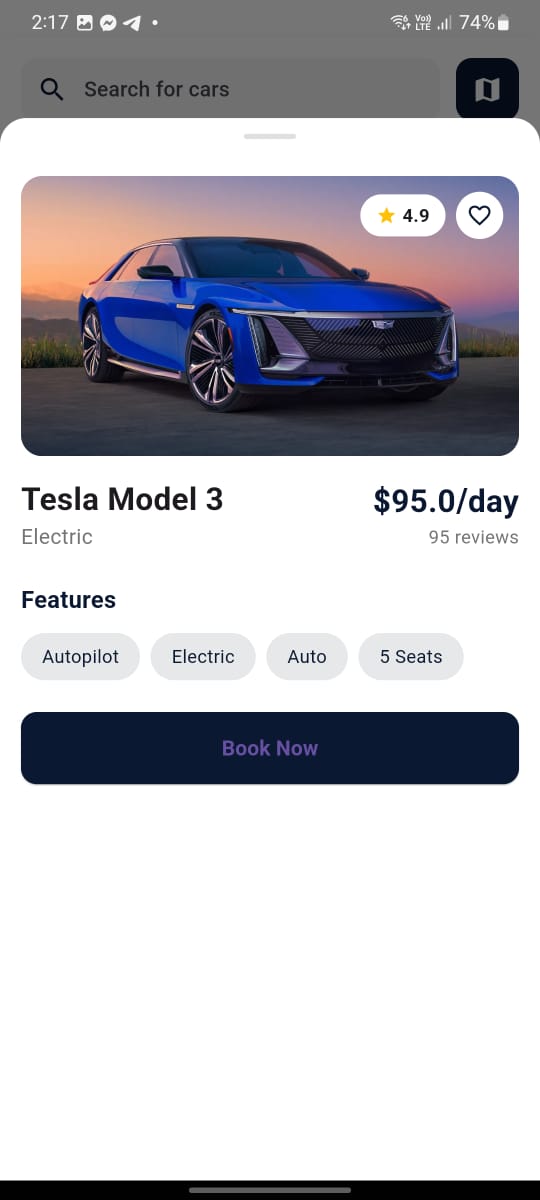 2:17 Vo) LTE 74%
Search for cars
4.9
Tesla Model 3 $95.0/day
Electric 95 reviews
Features
Autopilot Electric Auto 5 Seats
Book Now